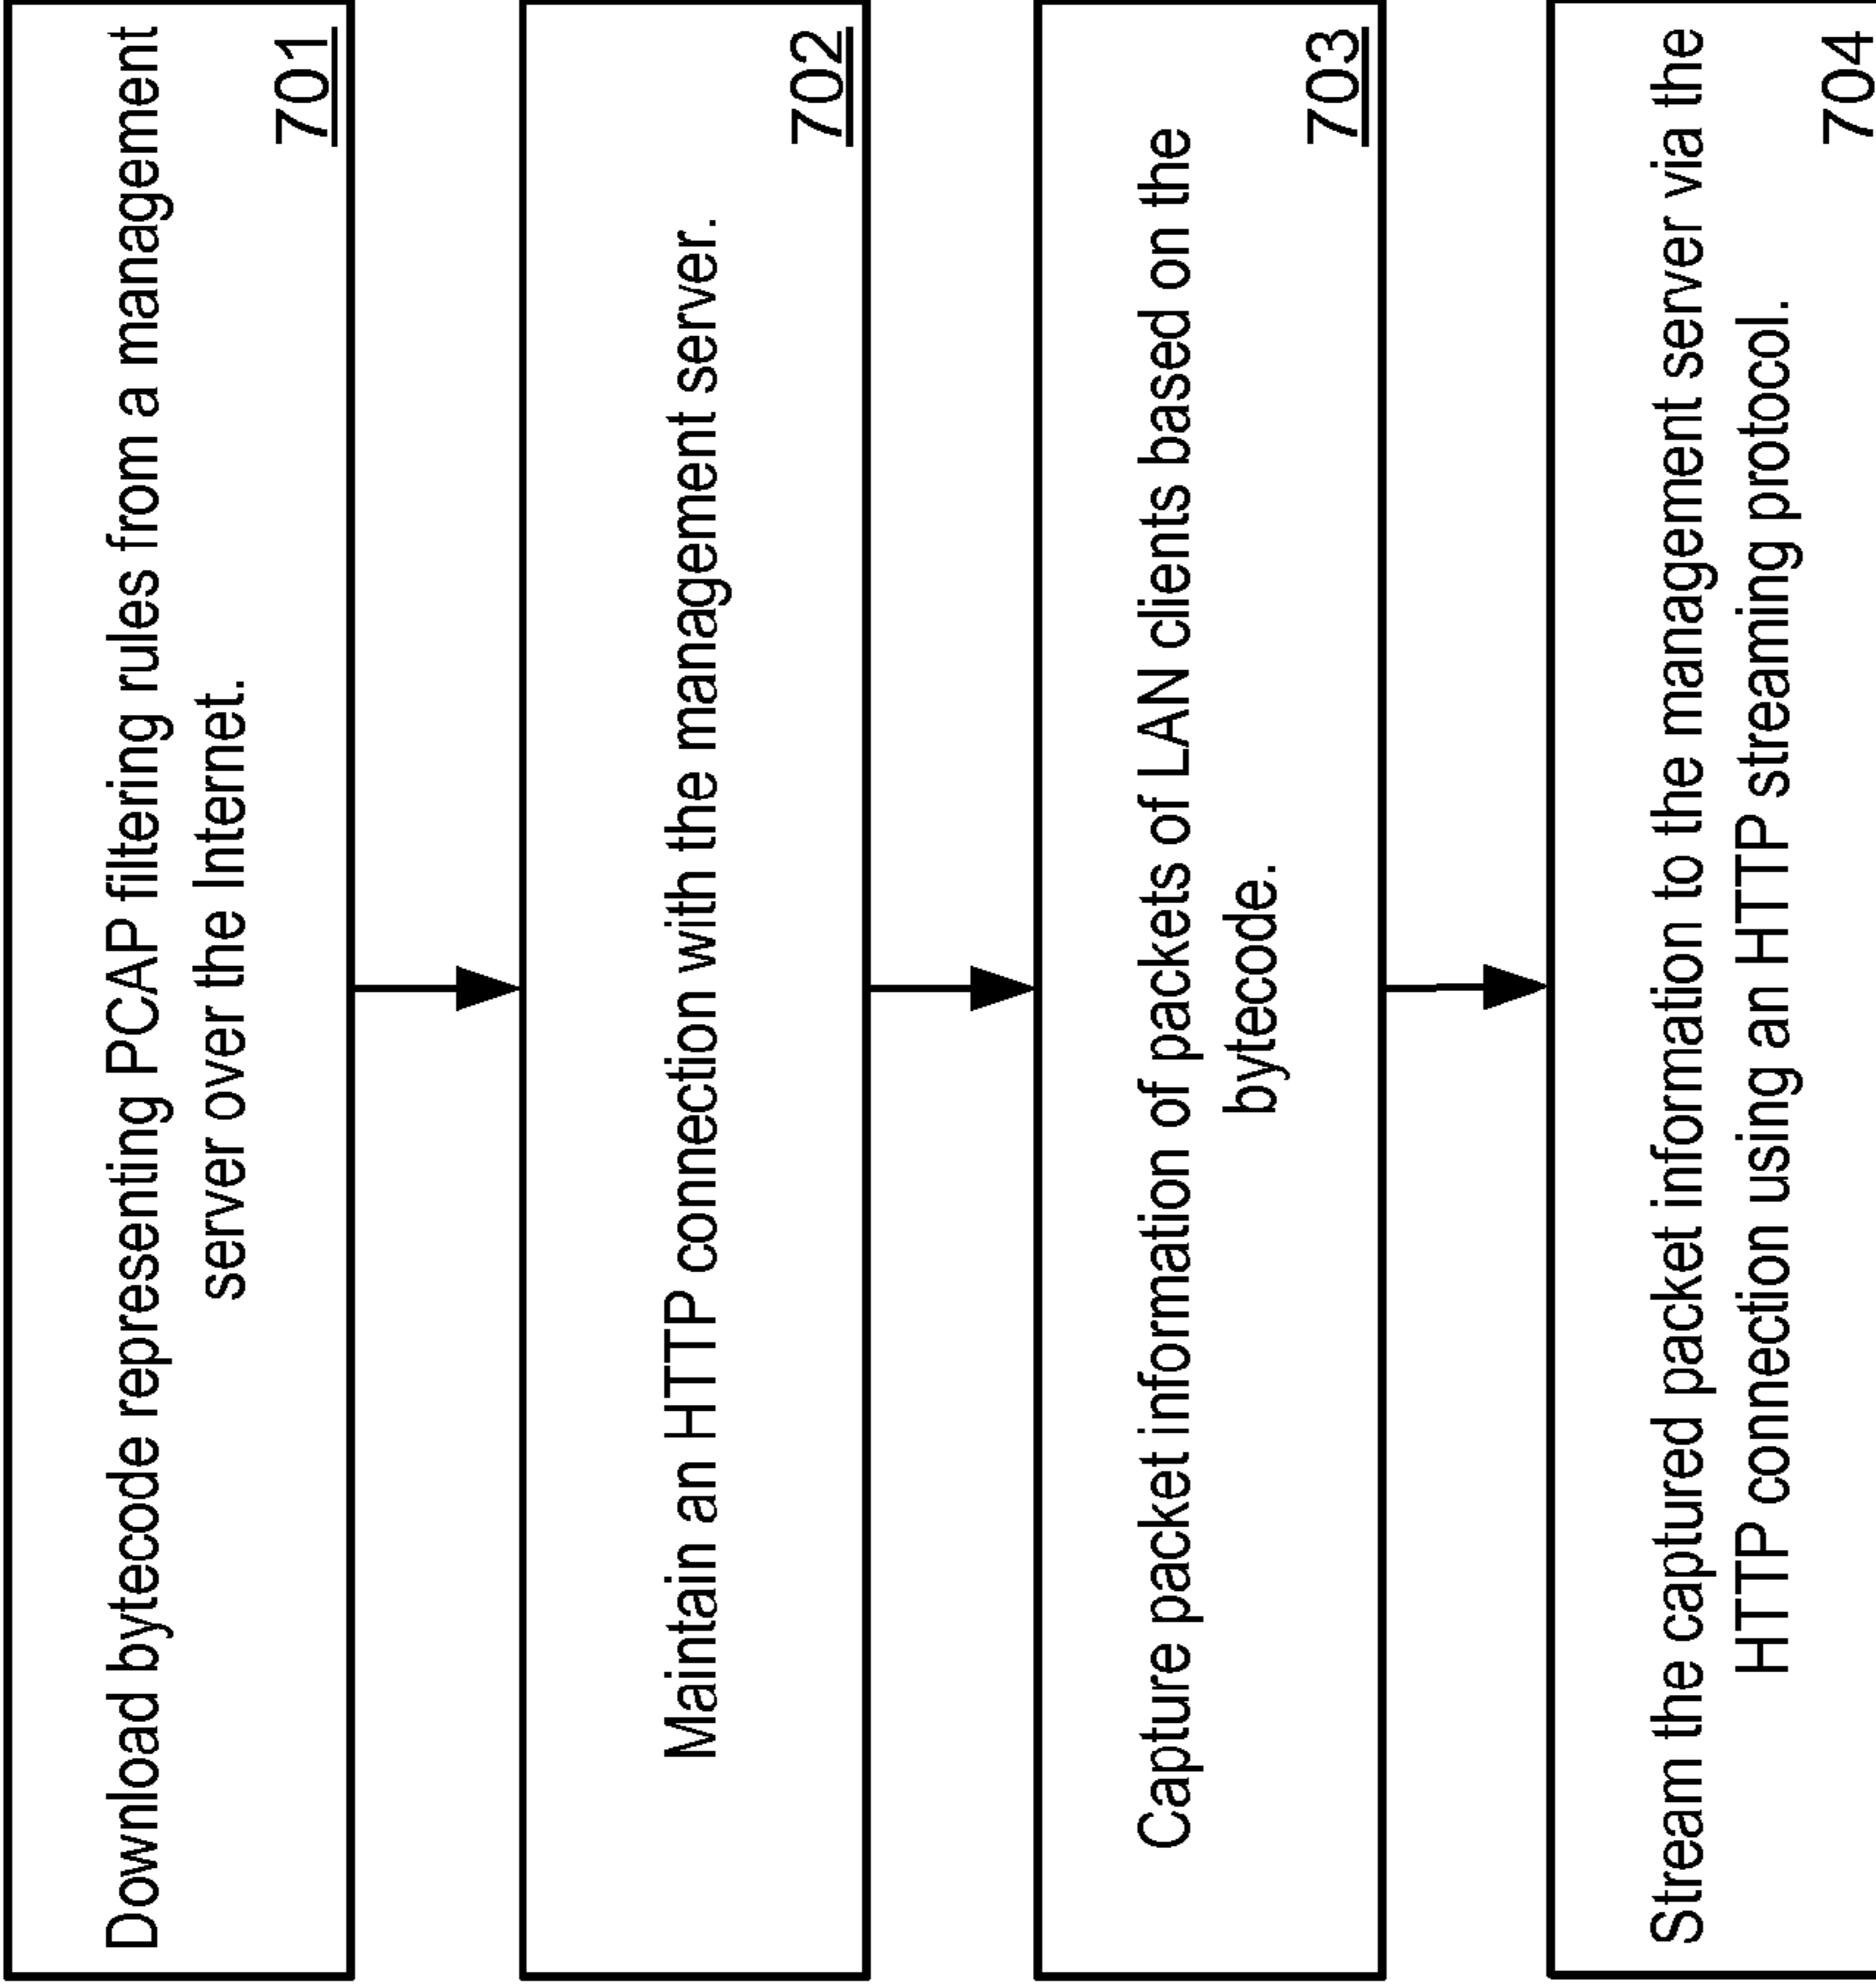 Download bytecode representing PCAP filtering rules from a management
server over the Internet.
701
Maintain an HTTP connection with the management server.
702
Capture packet information of packets of LAN clients based on the
bytecode.
703
Stream the captured packet information to the management server via the
HTTP connection using an HTTP streaming protocol.
704